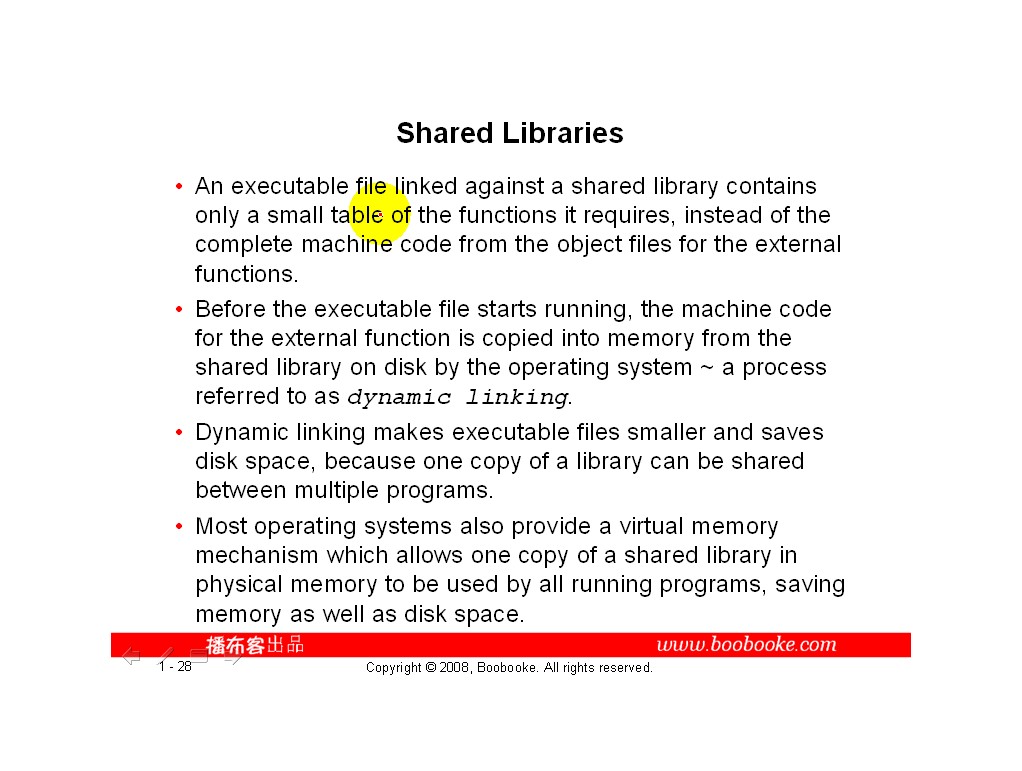 Shared Libraries
• An executable file linked against a shared library contains
only a small table of the functions it requires, instead of the
complete machine code from the object files for the external
functions.
• Before the executable file starts running, the machine code
for the external function is copied into memory from the
shared library on disk by the operating system ~ a process
referred to as dynamic linking.
• Dynamic linking makes executable files smaller and saves
disk space, because one copy of a library can be shared
between multiple programs.
• Most operating systems also provide a virtual memory
mechanism which allows one copy of a shared library in
physical memory to be used by all running programs, saving
memory as well as disk space.
播布客出品 www.boobooke.com
1 - 28 Copyright © 2008, Boobooke. All rights reserved.